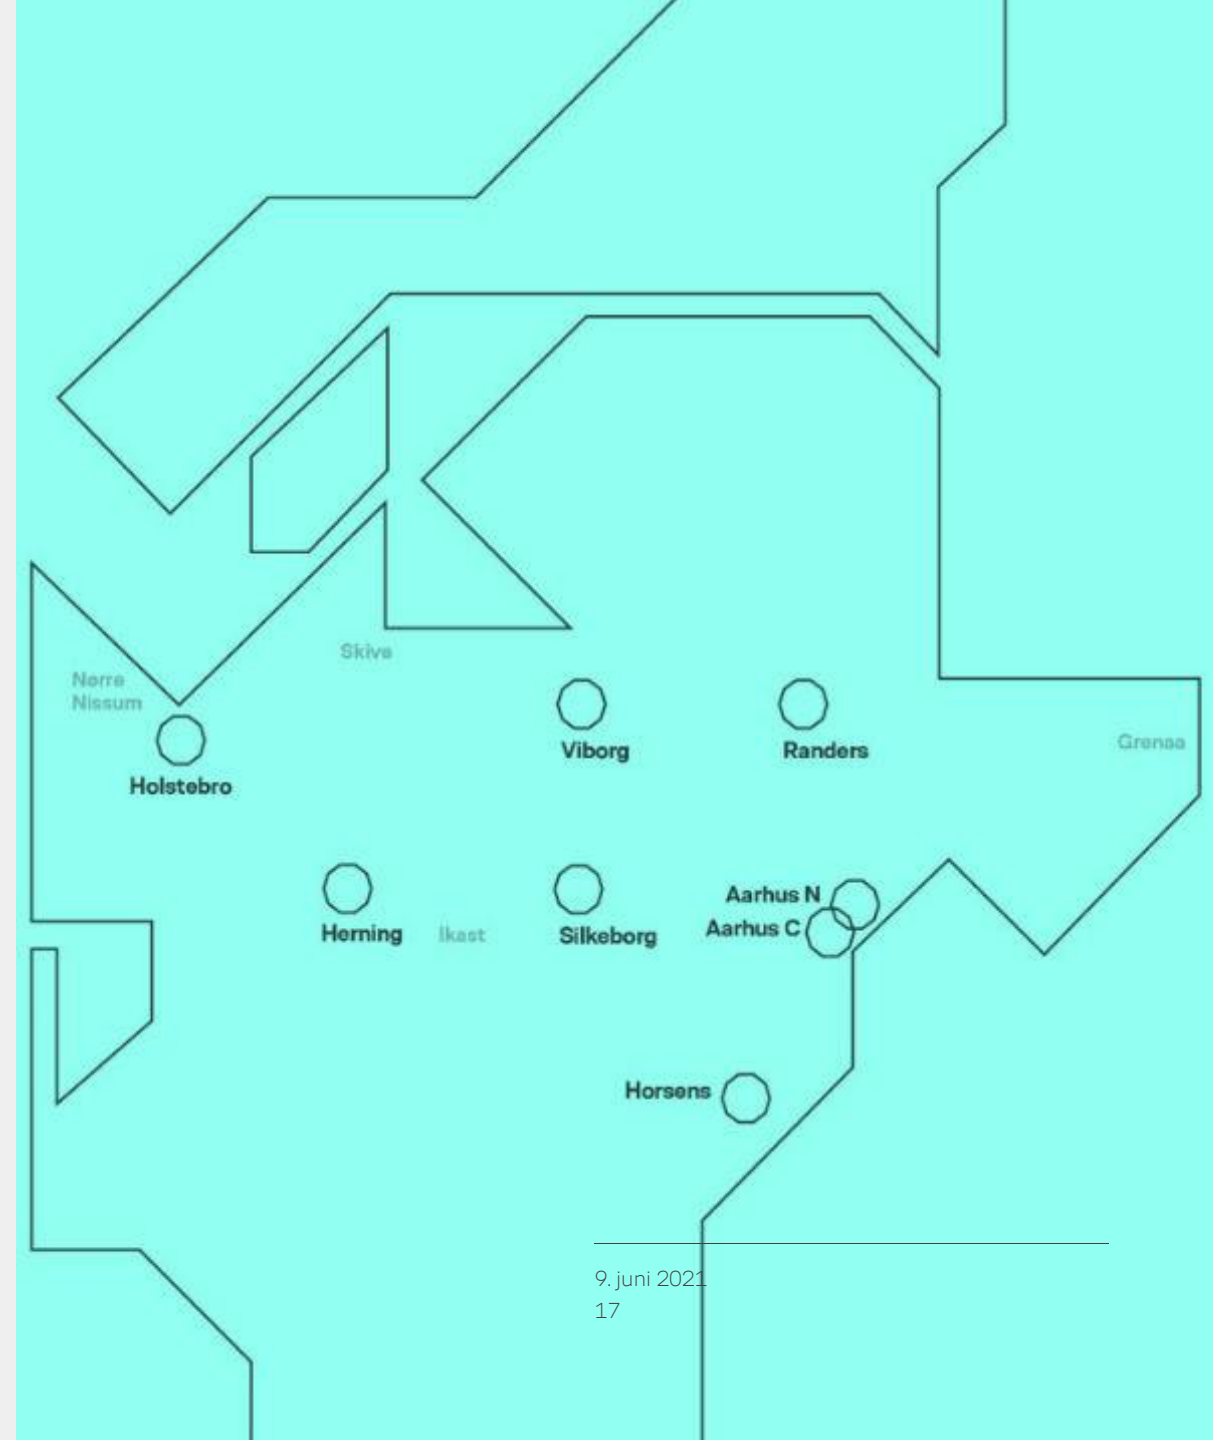 Skive
Nørre
Nissum
Holstebro
Viborg
Randers
Grenaa
Herning
Ikast
Silkeborg
Aarhus N
Aarhus C
Horsens
9. juni 2021
17